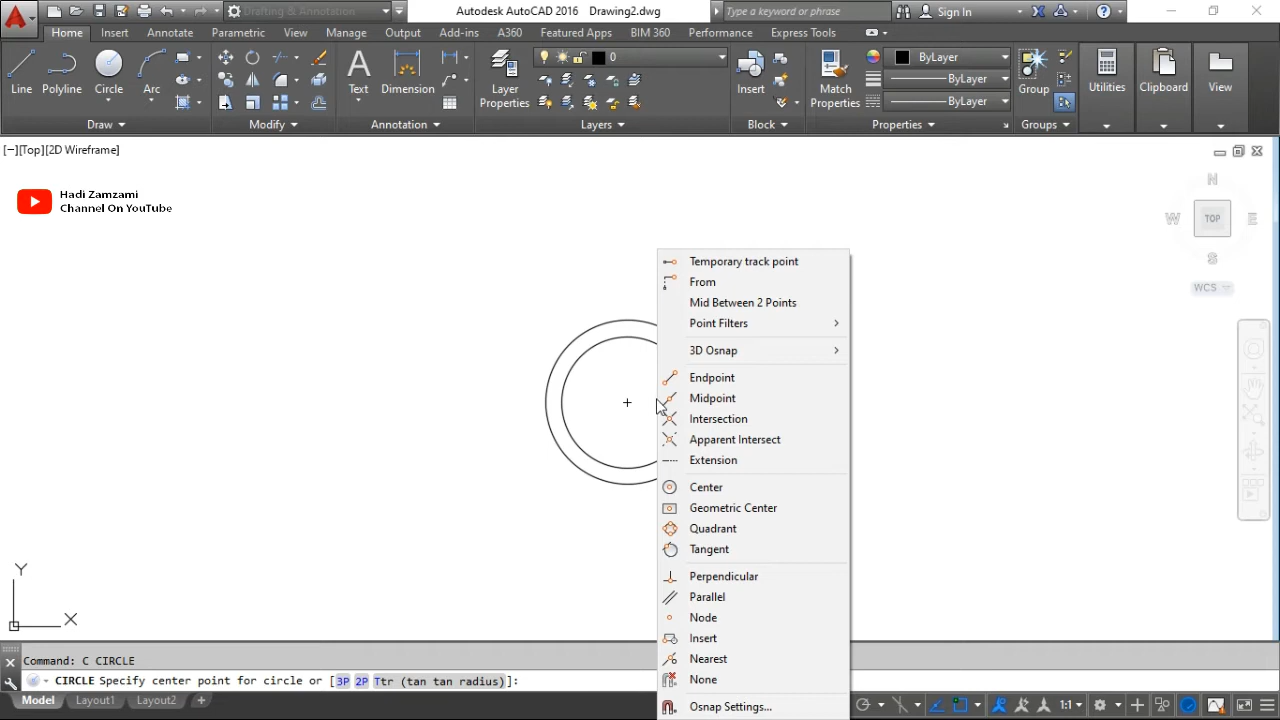 Drafting & Annotation
Autodesk AutoCAD 2016 Drawing2.dwg
Type a keyword or phrase
Sign In
Home Insert Annotate Parametric View Manage Output Add-ins A360 Featured Apps BIM 360 Performance Express Tools
Line Polyline Circle Arc
Text Dimension
Layer Properties
0
Insert
Match Properties
ByLayer
ByLayer
ByLayer
Group Utilities Clipboard View
Draw Modify Annotation Layers Block Properties Groups
[−][Top][2D Wireframe]
Hadi Zamzami
Channel On YouTube
N
W TOP E
S
WCS
Temporary track point
From
Mid Between 2 Points
Point Filters
3D Osnap
Endpoint
Midpoint
Intersection
Apparent Intersect
Extension
Center
Geometric Center
Quadrant
Tangent
Perpendicular
Parallel
Node
Insert
Nearest
None
Osnap Settings...
Y
X
Command: C CIRCLE
CIRCLE Specify center point for circle or [3P 2P Ttr (tan tan radius)]:
Model Layout1 Layout2 +
1:1